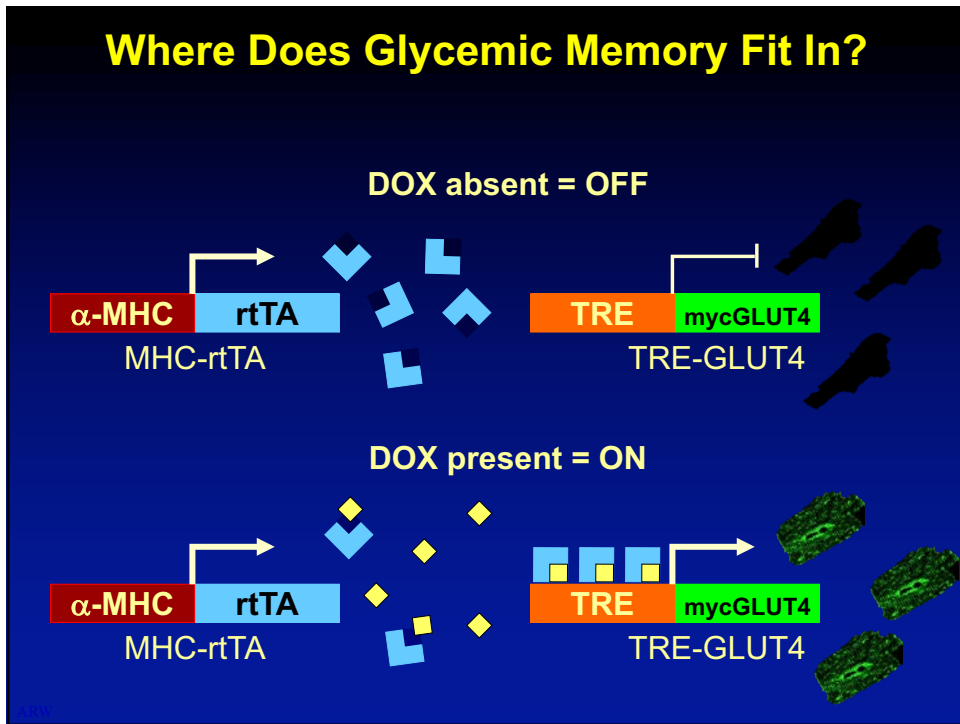 Where Does Glycemic Memory Fit In?
DOX absent = OFF
α-MHC rtTA TRE mycGLUT4
MHC-rtTA TRE-GLUT4
DOX present = ON
α-MHC rtTA TRE mycGLUT4
MHC-rtTA TRE-GLUT4
ARW